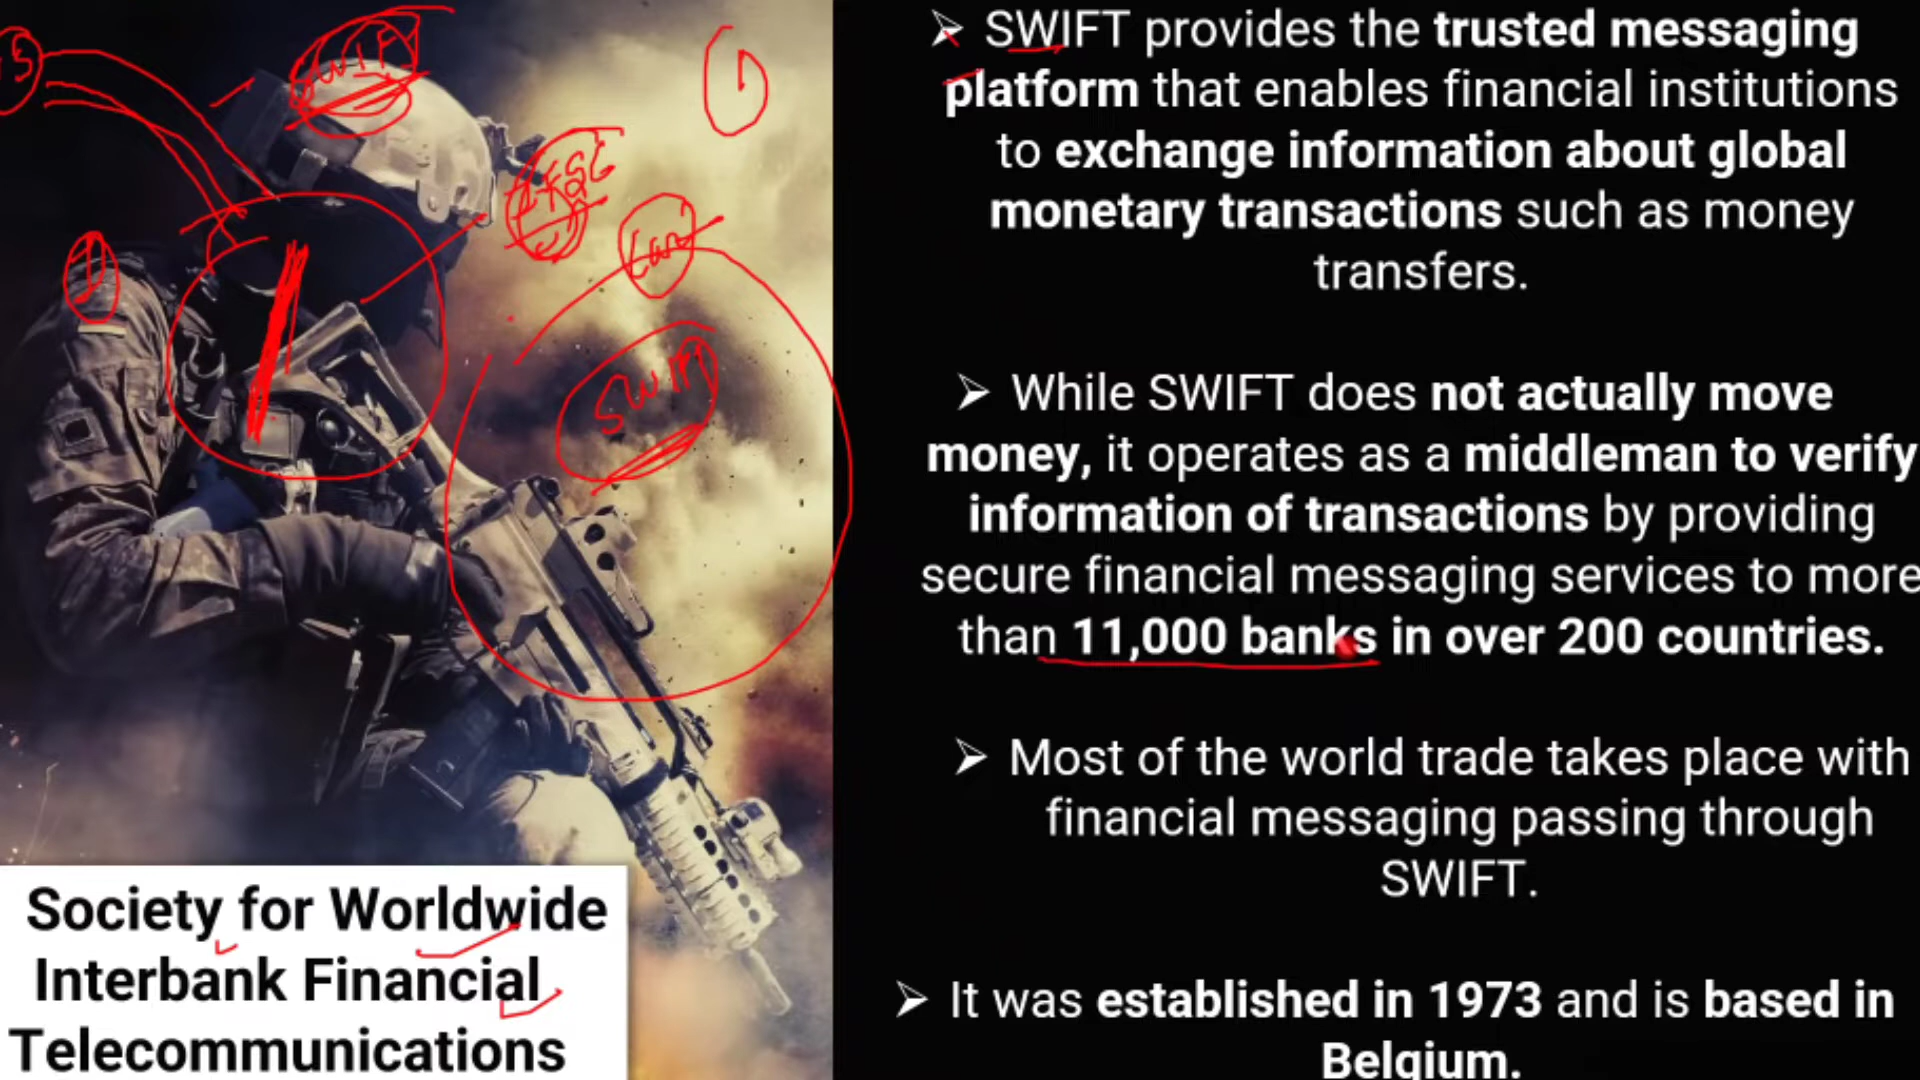 SWIFT
IFSC
SWIFT
Society for Worldwide
Interbank Financial
Telecommunications
➢ SWIFT provides the trusted messaging
platform that enables financial institutions
to exchange information about global
monetary transactions such as money
transfers.
➢ While SWIFT does not actually move
money, it operates as a middleman to verify
information of transactions by providing
secure financial messaging services to more
than 11,000 banks in over 200 countries.
➢ Most of the world trade takes place with
financial messaging passing through
SWIFT.
➢ It was established in 1973 and is based in
Belgium.